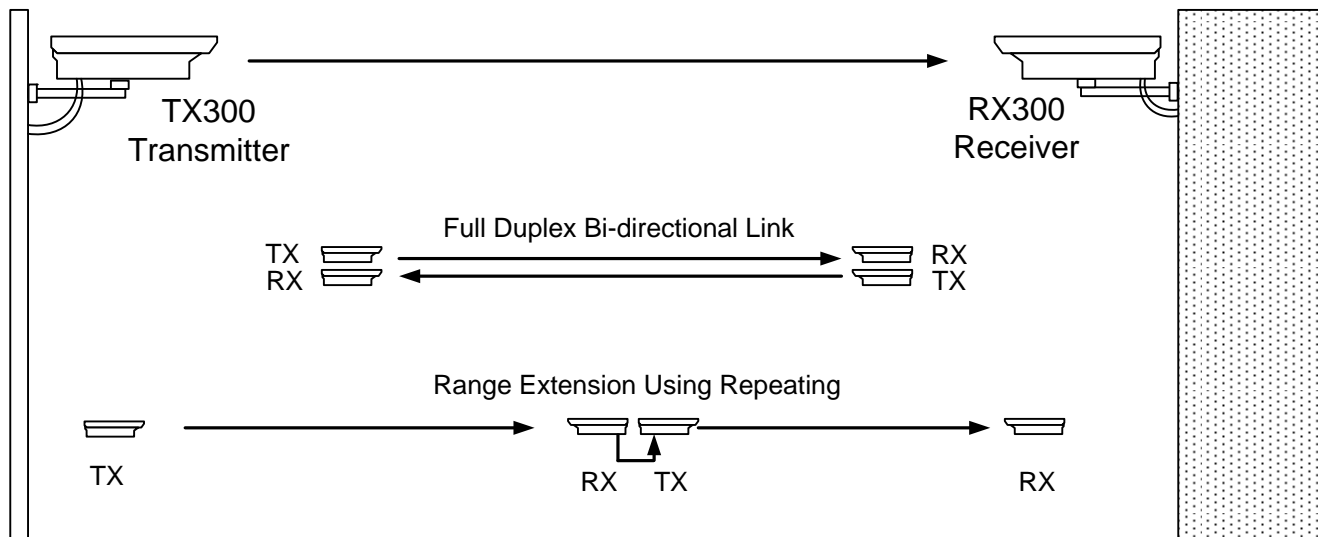 TX300
Transmitter
RX300
Receiver
Full Duplex Bi-directional Link
TX
RX
RX
TX
Range Extension Using Repeating
TX
RX
TX
RX